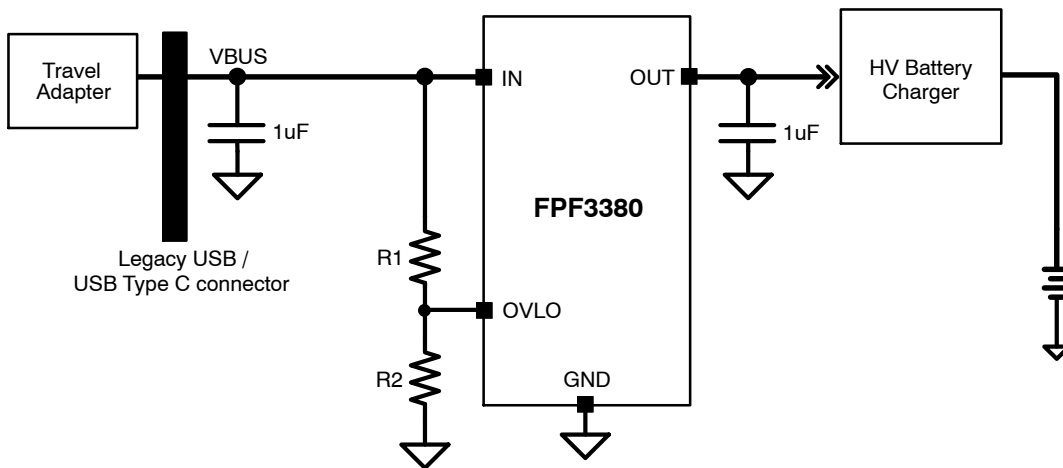 Travel
Adapter
VBUS
1uF
Legacy USB /
USB Type C connector
R1
R2
IN
OUT
FPF3380
OVLO
GND
1uF
HV Battery
Charger